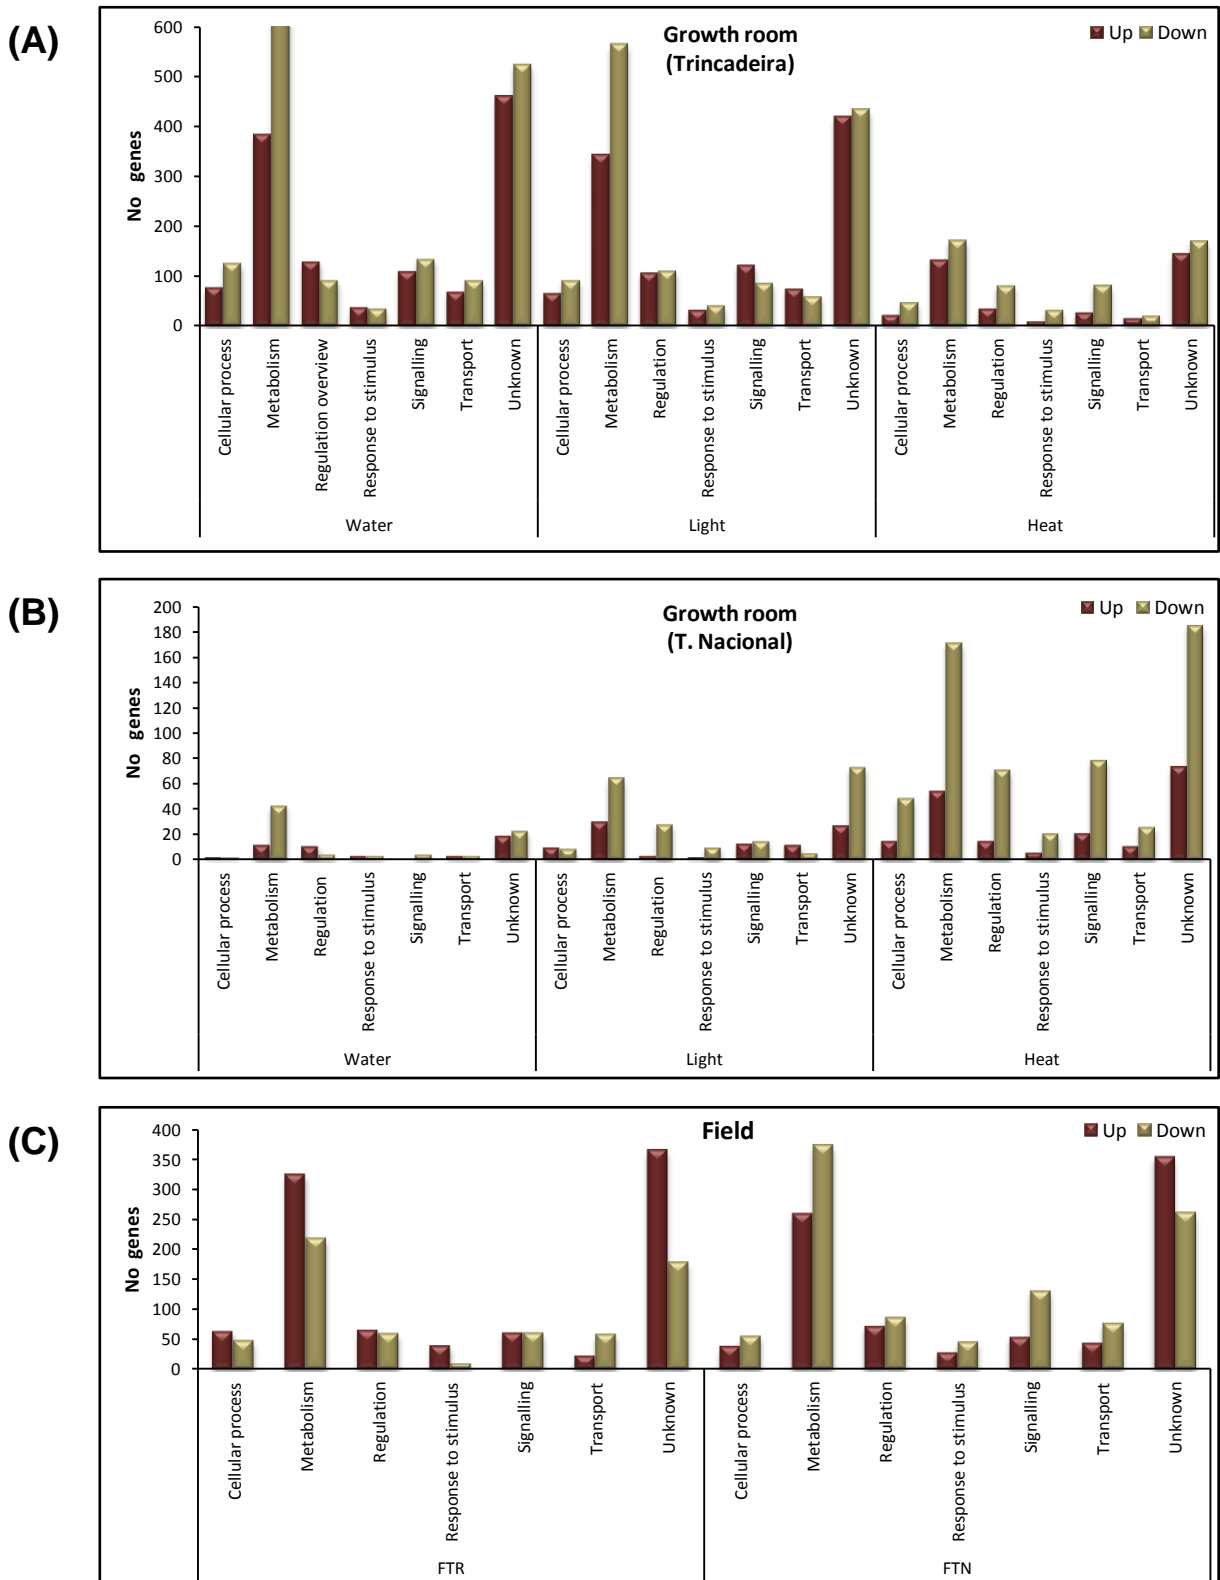 (A)
Growth room
(Trincadeira)
Up Down
No genes
600
500
400
300
200
100
0
Cellular process
Metabolism
Regulation overview
Response to stimulus
Signalling
Transport
Unknown
Cellular process
Metabolism
Regulation
Response to stimulus
Signalling
Transport
Unknown
Cellular process
Metabolism
Regulation
Response to stimulus
Signalling
Transport
Unknown
Water Light Heat
(B)
Growth room
(T. Nacional)
Up Down
No genes
200
180
160
140
120
100
80
60
40
20
0
Cellular process
Metabolism
Regulation
Response to stimulus
Signalling
Transport
Unknown
Cellular process
Metabolism
Regulation
Response to stimulus
Signalling
Transport
Unknown
Cellular process
Metabolism
Regulation
Response to stimulus
Signalling
Transport
Unknown
Water Light Heat
(C)
Field
Up Down
No genes
400
350
300
250
200
150
100
50
0
Cellular process
Metabolism
Regulation
Response to stimulus
Signalling
Transport
Unknown
Cellular process
Metabolism
Regulation
Response to stimulus
Signalling
Transport
Unknown
FTR FTN